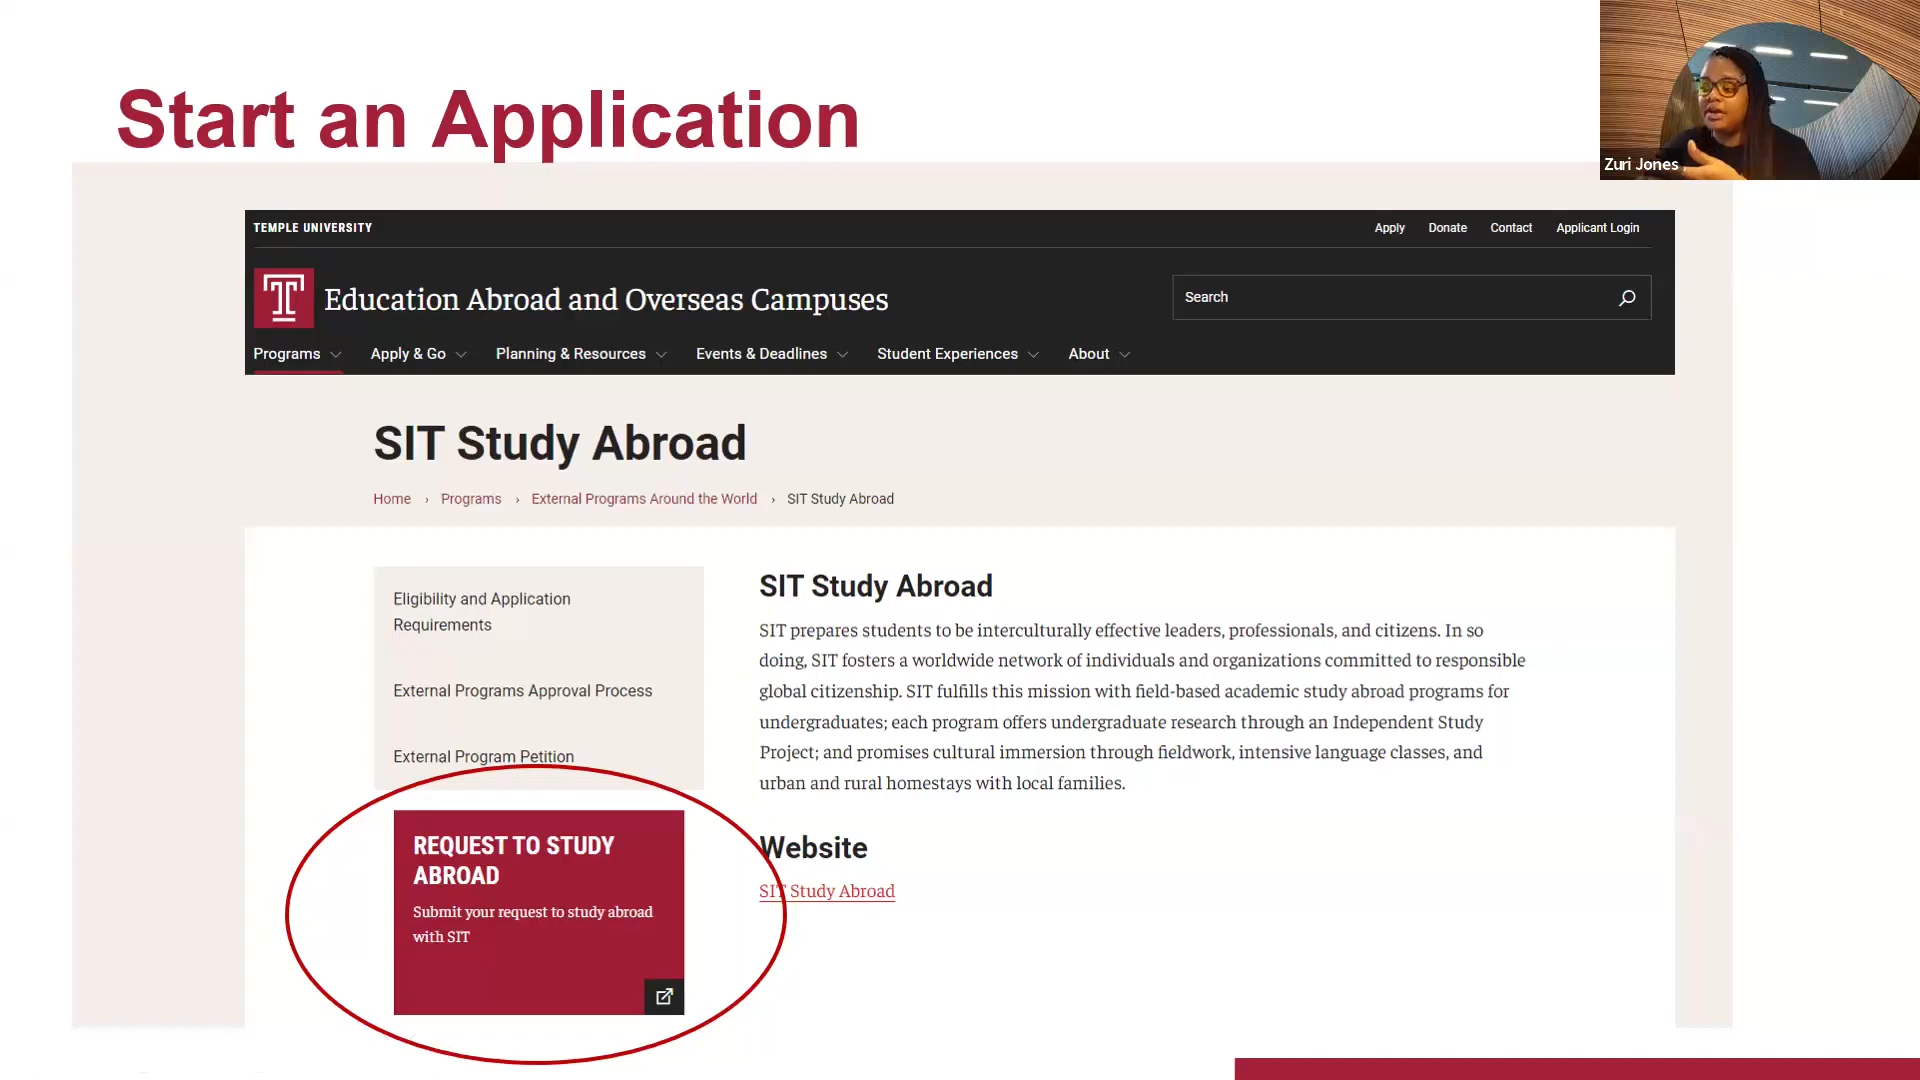 Start an Application
Zuri Jones
TEMPLE UNIVERSITY
Apply
Donate
Contact
Applicant Login
T
Education Abroad and Overseas Campuses
Search
Programs
Apply & Go
Planning & Resources
Events & Deadlines
Student Experiences
About
SIT Study Abroad
Home › Programs › External Programs Around the World › SIT Study Abroad
Eligibility and Application
Requirements
External Programs Approval Process
External Program Petition
REQUEST TO STUDY
ABROAD
Submit your request to study abroad
with SIT
SIT Study Abroad
SIT prepares students to be interculturally effective leaders, professionals, and citizens. In so
doing, SIT fosters a worldwide network of individuals and organizations committed to responsible
global citizenship. SIT fulfills this mission with field-based academic study abroad programs for
undergraduates; each program offers undergraduate research through an Independent Study
Project; and promises cultural immersion through fieldwork, intensive language classes, and
urban and rural homestays with local families.
Website
SIT Study Abroad